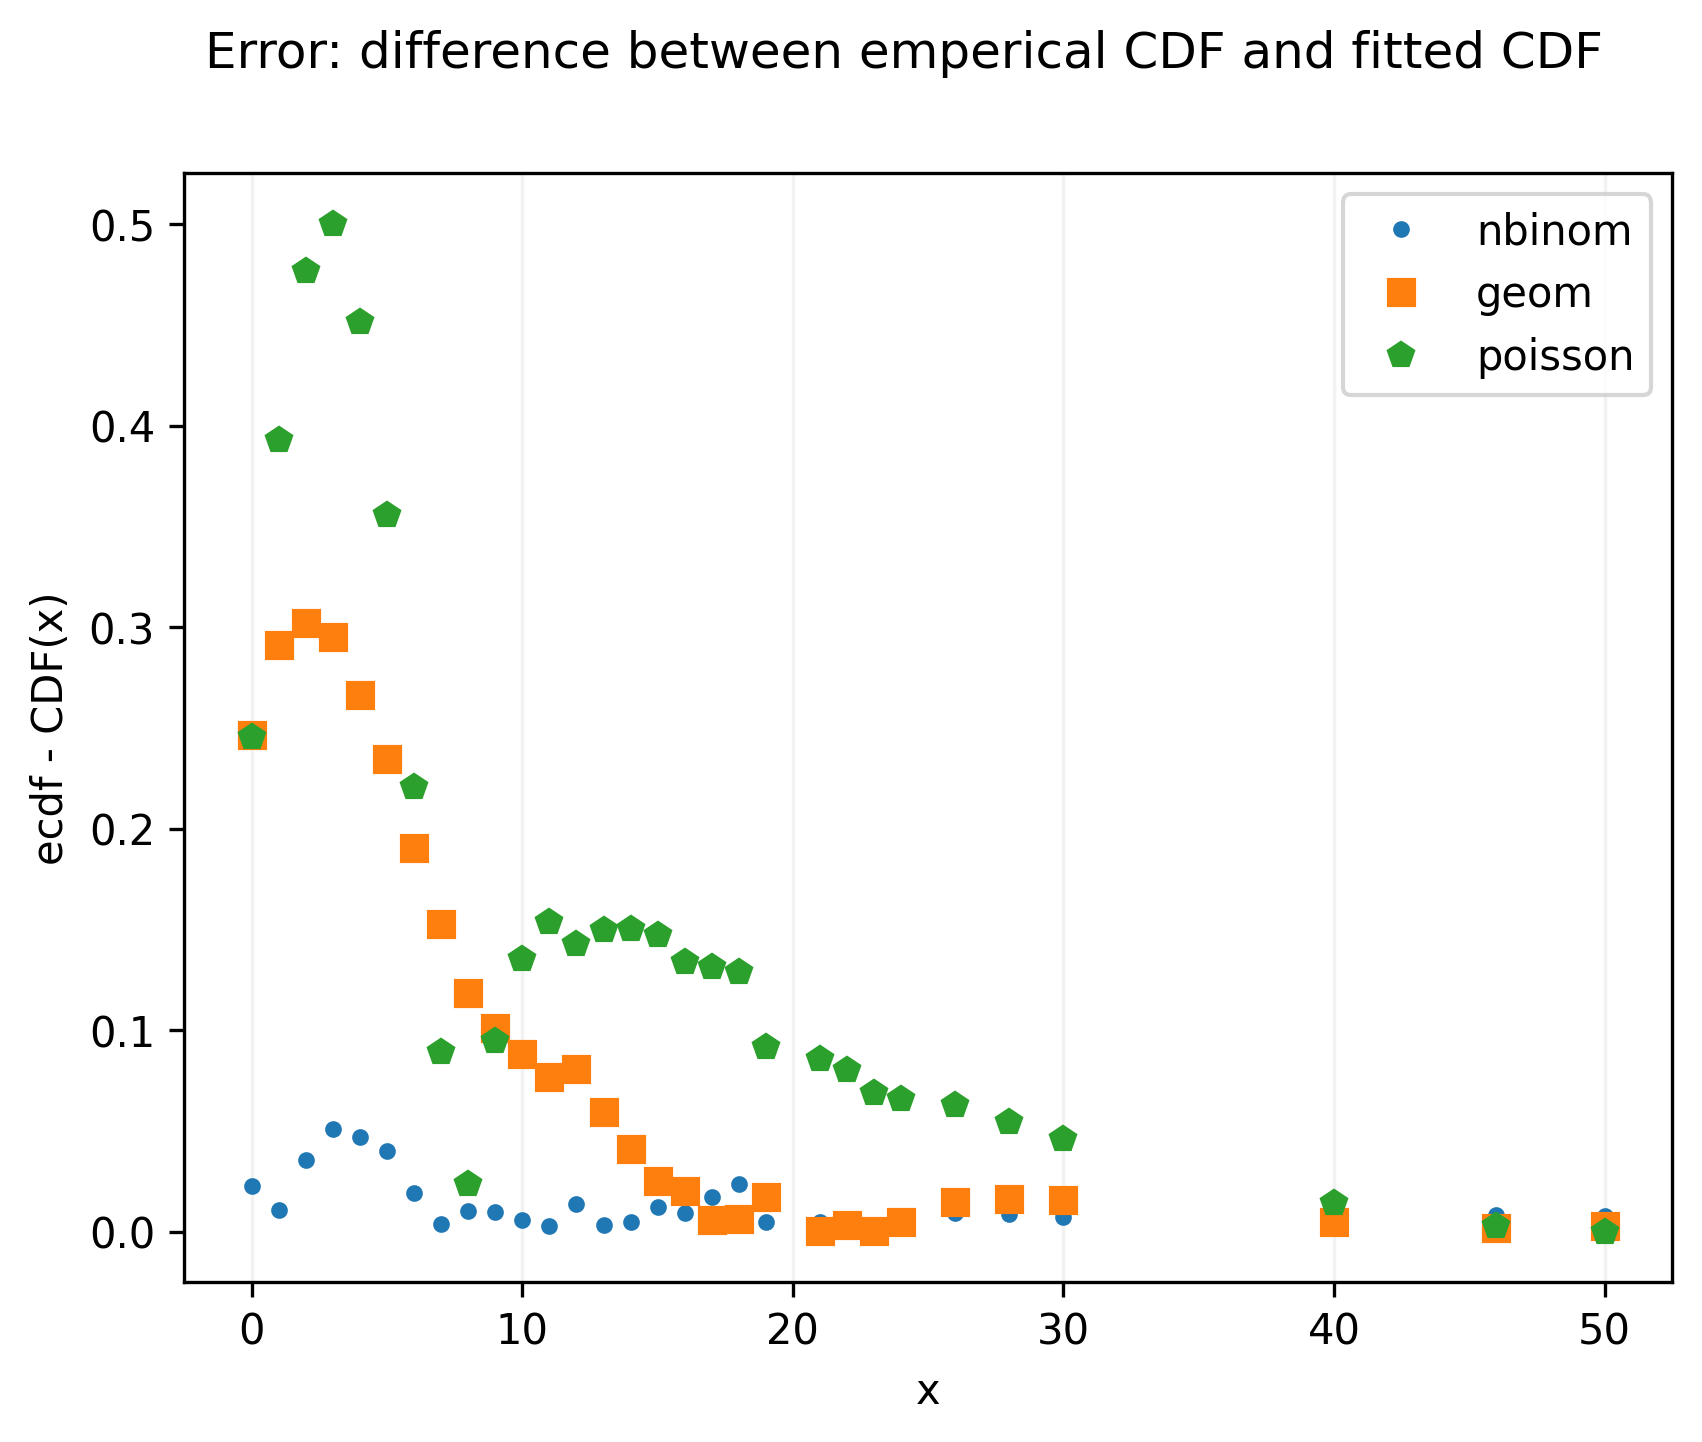 Error: difference between emperical CDF and fitted CDF
nbinom
geom
poisson
ecdf - CDF(x)
0.5
0.4
0.3
0.2
0.1
0.0
0 10 20 30 40 50
x